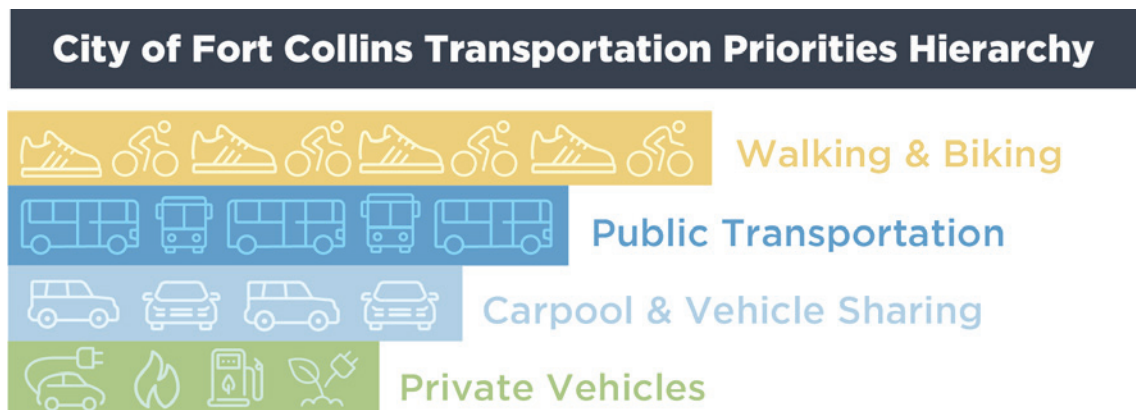 City of Fort Collins Transportation Priorities Hierarchy
Walking & Biking
Public Transportation
Carpool & Vehicle Sharing
Private Vehicles